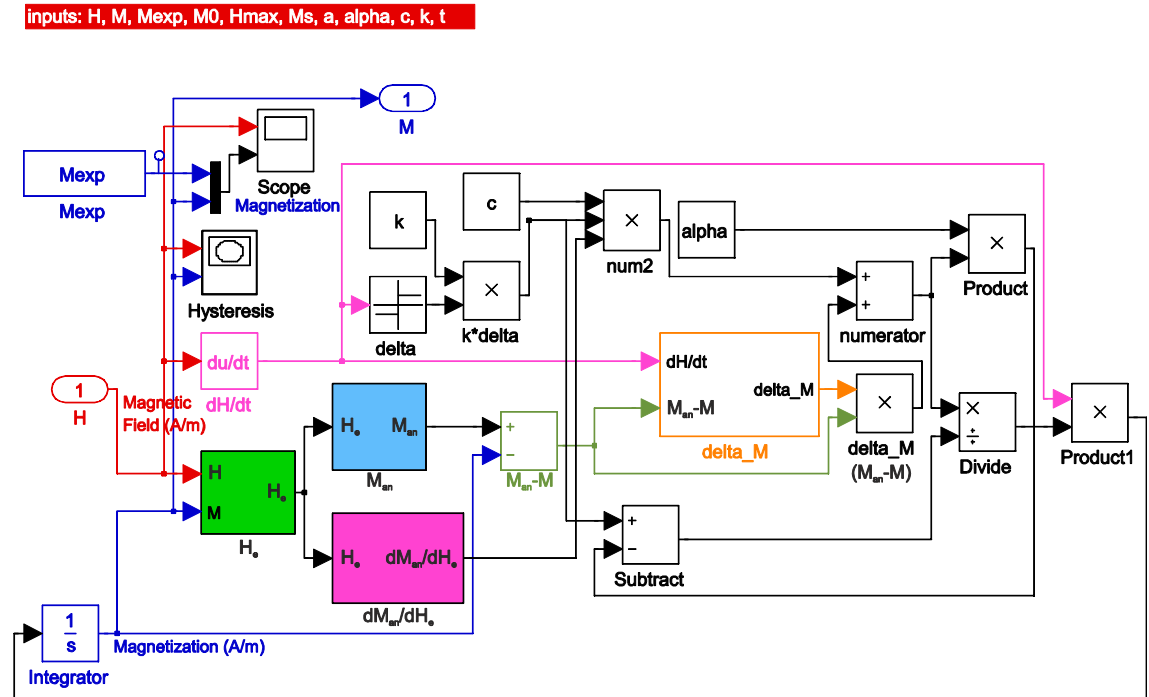 inputs: H, M, Mexp, M0, Hmax, Ms, a, alpha, c, k, t
1
M
Mexp
Mexp
Scope
Magnetization
k
c
×
num2
alpha
×
Product
Hysteresis
delta
×
k*delta
+
+
numerator
du/dt
dH/dt
dH/dt
Man-M
delta_M
delta_M
×
delta_M
(Man-M)
×
÷
Divide
×
Product1
1
H
Magnetic
Field (A/m)
He Man
Man
+
−
Man-M
H
M
He
He
He dMan/dHe
dMan/dHe
+
−
Subtract
1
s
Integrator
Magnetization (A/m)